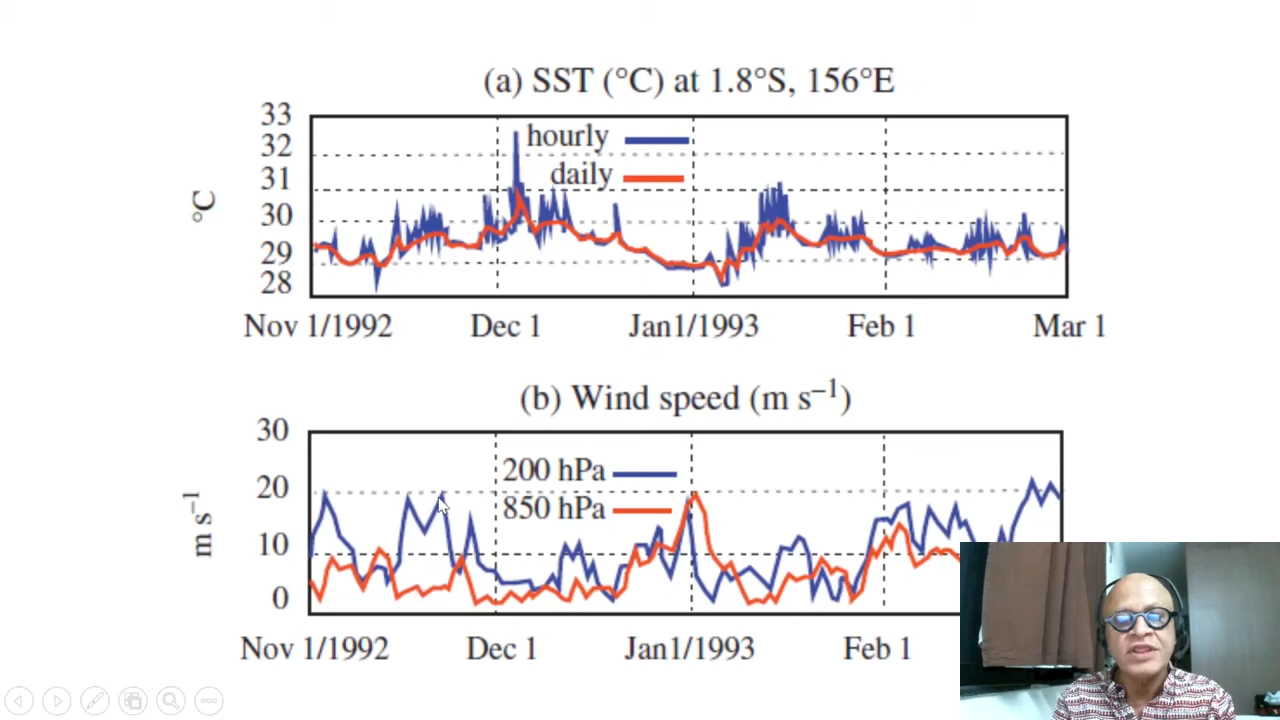 (a) SST (°C) at 1.8°S, 156°E
33
32
31
30
29
28
°C
hourly
daily
Nov 1/1992 Dec 1 Jan1/1993 Feb 1 Mar 1
(b) Wind speed (m s⁻¹)
30
20
10
0
m s⁻¹
200 hPa
850 hPa
Nov 1/1992 Dec 1 Jan1/1993 Feb 1